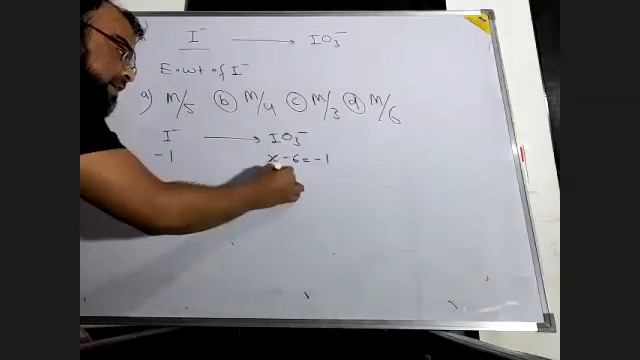 I⁻ → IO₃⁻
E.wt of I⁻
a) M/5 (b) M/4 (c) M/3 (d) M/6
I⁻ → IO₃⁻
-1 x - 6 = -1